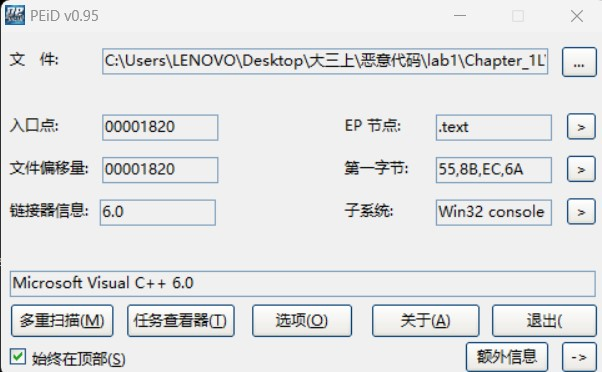 PEiD v0.95
文 件: C:\Users\LENOVO\Desktop\大三上\恶意代码\lab1\Chapter_1L ...
入口点: 00001820 EP 节点: .text >
文件偏移量: 00001820 第一字节: 55,8B,EC,6A >
链接器信息: 6.0 子系统: Win32 console >
Microsoft Visual C++ 6.0
多重扫描(M) 任务查看器(T) 选项(O) 关于(A) 退出(
始终在顶部(S) 额外信息 ->